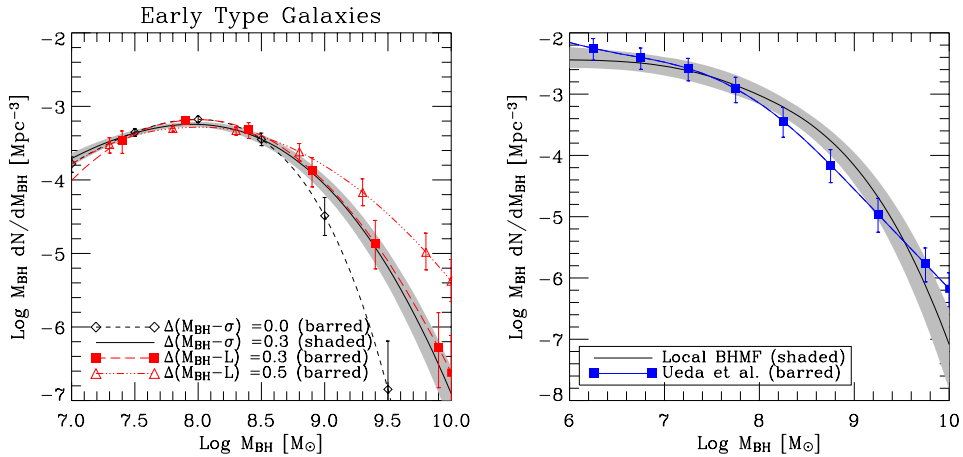 Early Type Galaxies
Log M_BH dN/dM_BH [Mpc⁻³]
-2
-3
-4
-5
-6
-7
Δ(M_BH-σ) =0.0 (barred)
Δ(M_BH-σ) =0.3 (shaded)
Δ(M_BH-L) =0.3 (barred)
Δ(M_BH-L) =0.5 (barred)
7.0 7.5 8.0 8.5 9.0 9.5 10.0
Log M_BH [M_⊙]
Log M_BH dN/dM_BH [Mpc⁻³]
-2
-3
-4
-5
-6
-7
-8
Local BHMF (shaded)
Ueda et al. (barred)
6 7 8 9 10
Log M_BH [M_⊙]